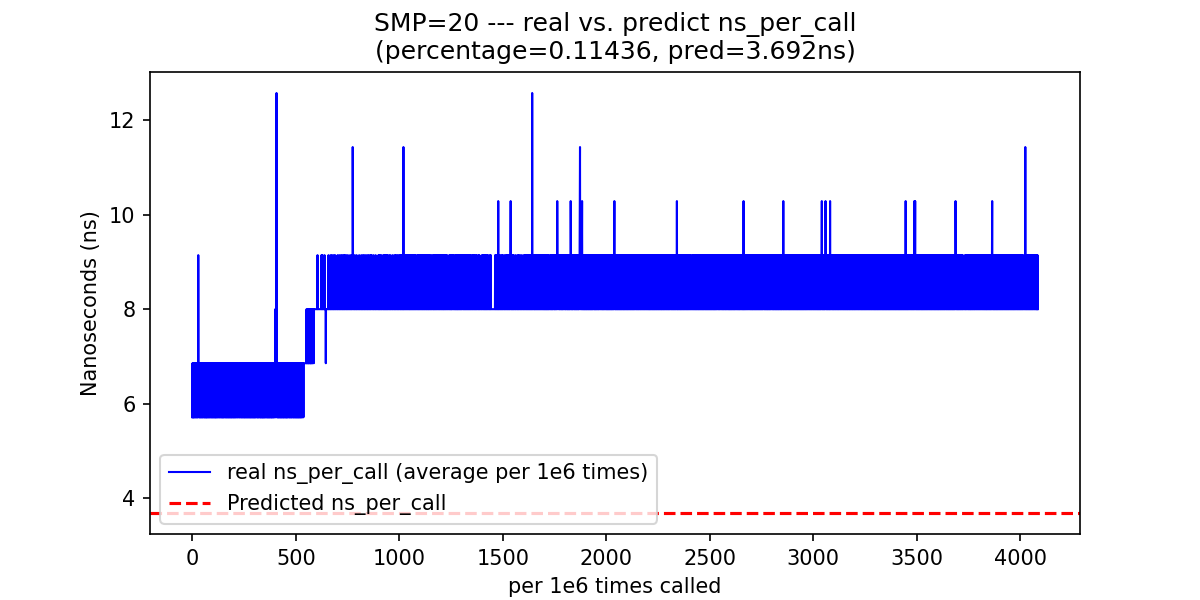 SMP=20 --- real vs. predict ns_per_call
(percentage=0.11436, pred=3.692ns)
Nanoseconds (ns)
12
10
8
6
4
real ns_per_call (average per 1e6 times)
Predicted ns_per_call
0 500 1000 1500 2000 2500 3000 3500 4000
per 1e6 times called